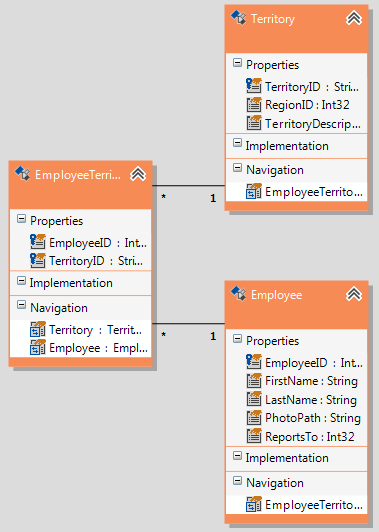 Territory
Properties
TerritoryID : Stri...
RegionID : Int32
TerritoryDescrip...
Implementation
Navigation
EmployeeTerrito...
EmployeeTerri...
Properties
EmployeeID : Int...
TerritoryID : Stri...
Implementation
Navigation
Territory : Territ...
Employee : Empl...
* 1
* 1
Employee
Properties
EmployeeID : Int...
FirstName : String
LastName : String
PhotoPath : String
ReportsTo : Int32
Implementation
Navigation
EmployeeTerrito...